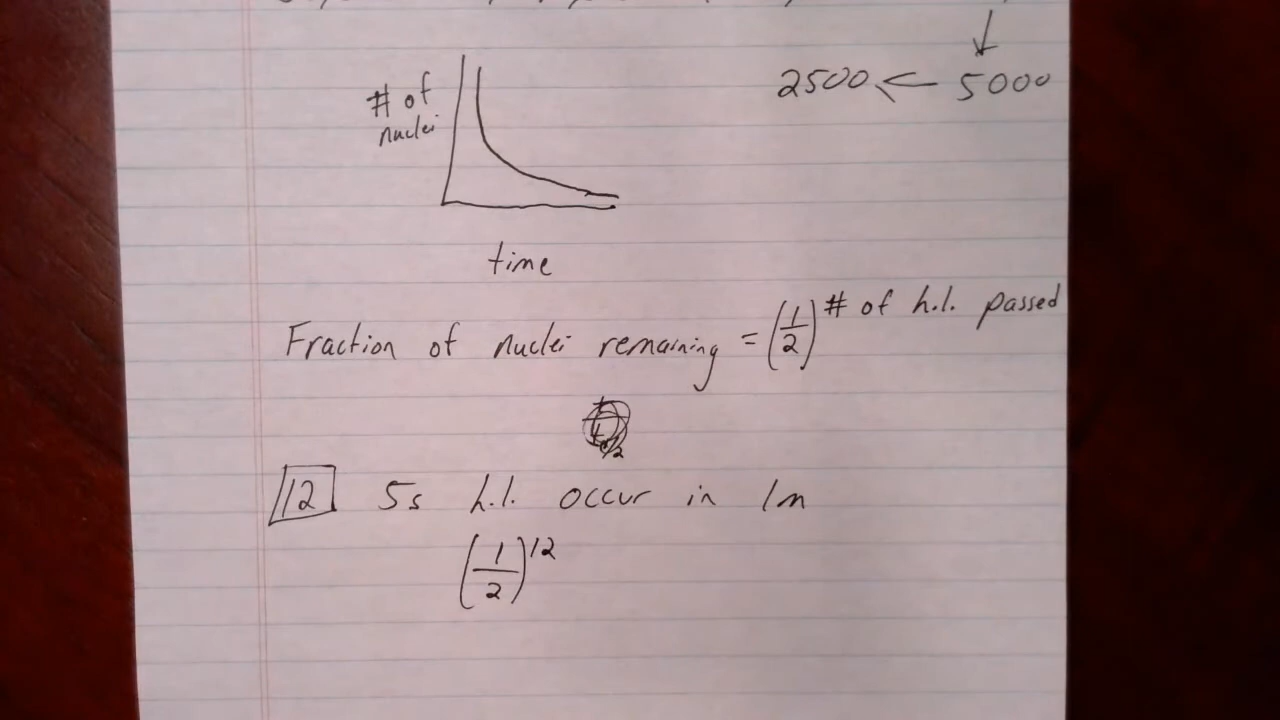 2500 ← 5000
# of
nuclei
time
Fraction of nuclei remaining = (1/2)^# of h.l. passed
12 5s h.l. occur in 1m
(1/2)^12